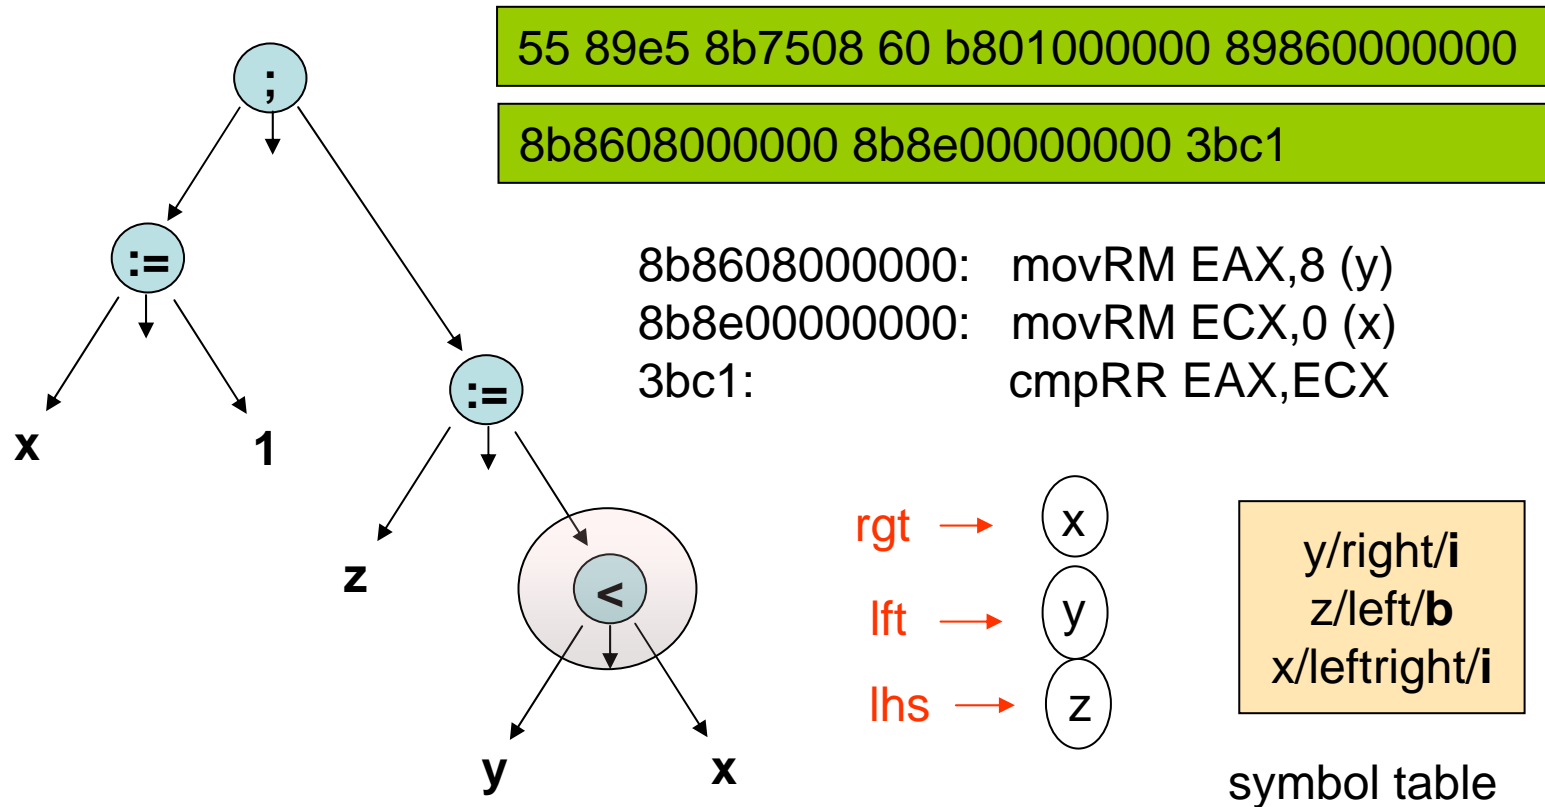 55 89e5 8b7508 60 b801000000 89860000000
8b8608000000 8b8e00000000 3bc1
;
:=
x
1
:=
z
<
y
x
8b8608000000: movRM EAX,8 (y)
8b8e00000000: movRM ECX,0 (x)
3bc1: cmpRR EAX,ECX
rgt x
lft y
lhs z
y/right/i
z/left/b
x/leftright/i
symbol table